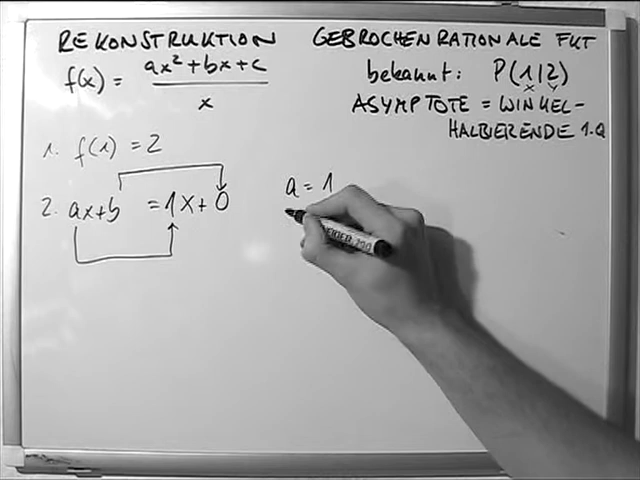 REKONSTRUKTION GEBROCHENRATIONALE FKT
f(x) = ax² + bx + c / x
bekannt: P(1|2)
x y
ASYMPTOTE = WINKEL-
HALBIERENDE 1.Q
1. f(1) = 2
2. ax+b = 1x + 0
a = 1